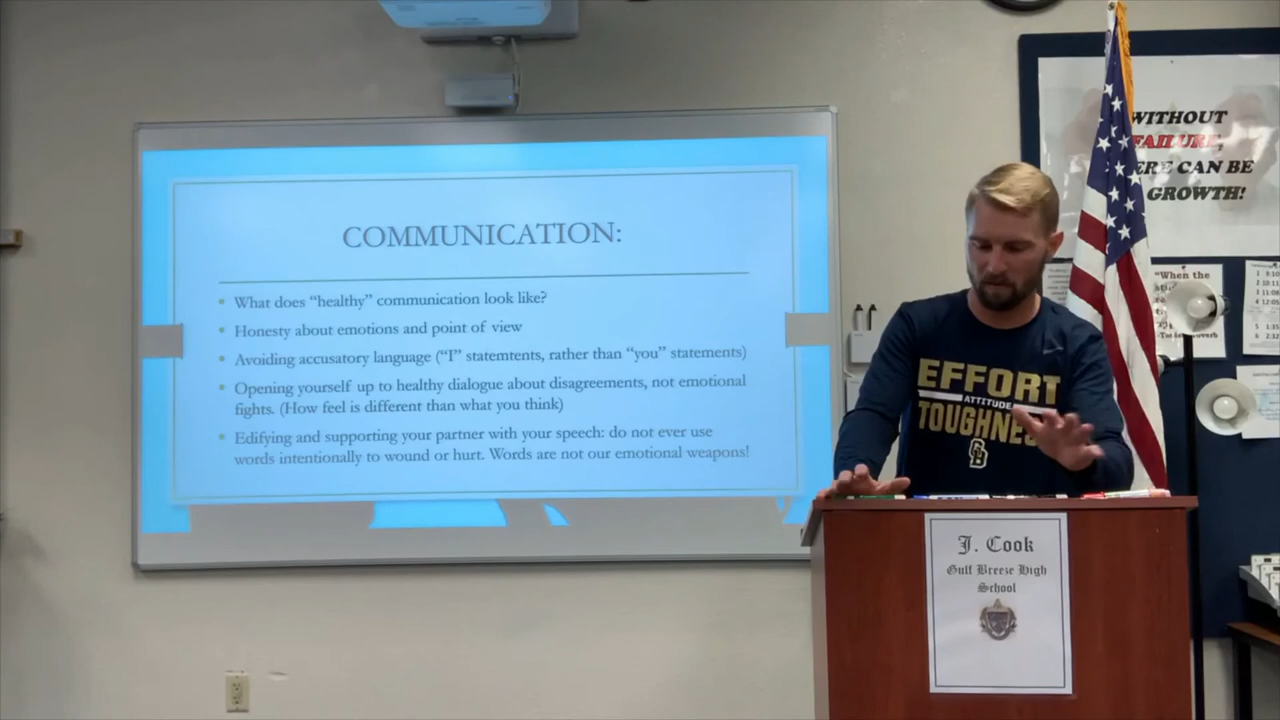 COMMUNICATION:
What does "healthy" communication look like?
Honesty about emotions and point of view
Avoiding accusatory language ("I" statemtents, rather than "you" statements)
Opening yourself up to healthy dialogue about disagreements, not emotional
fights. (How feel is different than what you think)
Edifying and supporting your partner with your speech: do not ever use
words intentionally to wound or hurt. Words are not our emotional weapons!
WITHOUT
FAILURE,
CAN BE
GROWTH!
"When the
EFFORT
ATTITUDE
GB
J. Cook
Gulf Breeze High
School